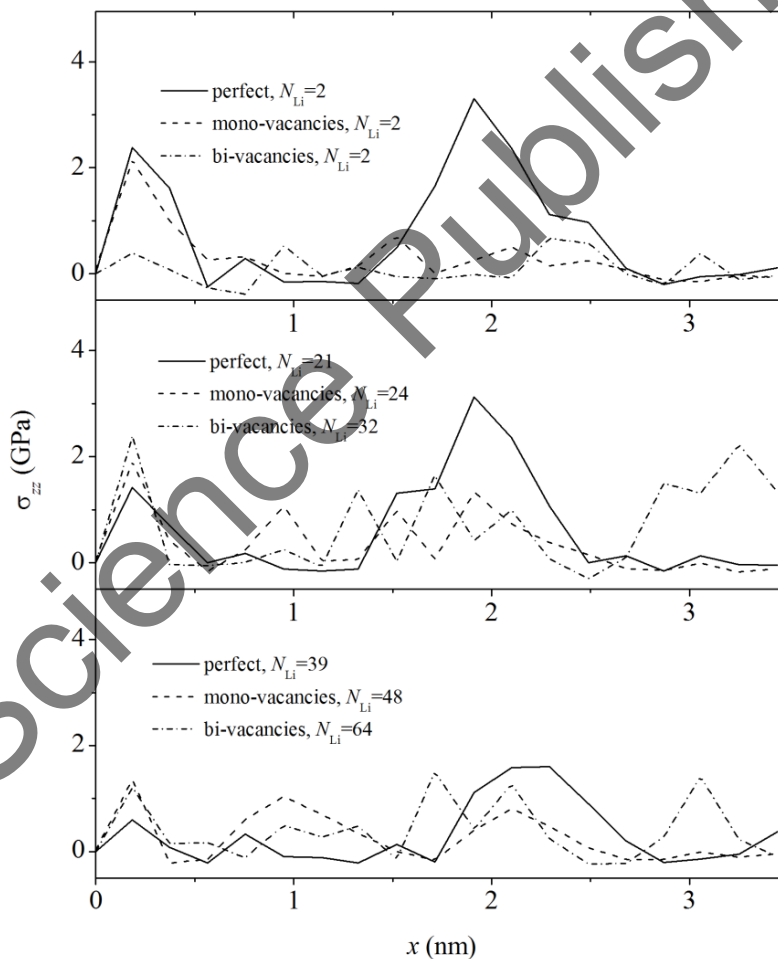 4
perfect, N_Li=2
mono-vacancies, N_Li=2
2
bi-vacancies, N_Li=2
0
1 2 3
4
perfect, N_Li=21
mono-vacancies, N_Li=24
bi-vacancies, N_Li=32
2
σ_zz (GPa)
0
1 2 3
4
perfect, N_Li=39
mono-vacancies, N_Li=48
bi-vacancies, N_Li=64
2
0
0 1 2 3
x (nm)
Science Publish